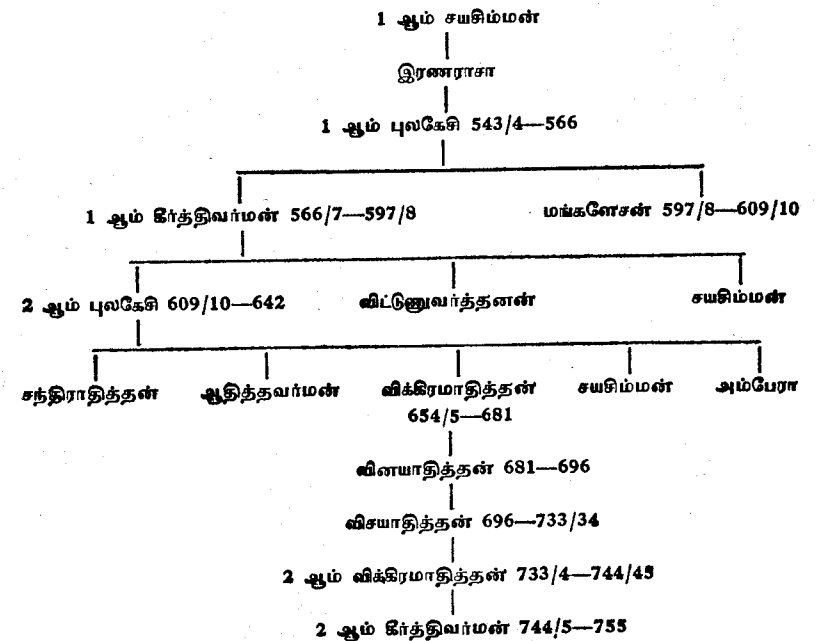 1 ஆம் சயசிம்மன்
இரணராசா
1 ஆம் புலகேசி 543/4—566
1 ஆம் கீர்த்திவர்மன் 566/7—597/8
மங்களேசன் 597/8—609/10
2 ஆம் புலகேசி 609/10—642
விட்டுணுவர்த்தனன்
சயசிம்மன்
சந்திராதித்தன்
ஆதித்தவர்மன்
விக்கிரமாதித்தன்
654/5—681
சயசிம்மன்
அம்பேரா
வினயாதித்தன் 681—696
விசயாதித்தன் 696—733/34
2 ஆம் விக்கிரமாதித்தன் 733/4—744/45
2 ஆம் கீர்த்திவர்மன் 744/5—755